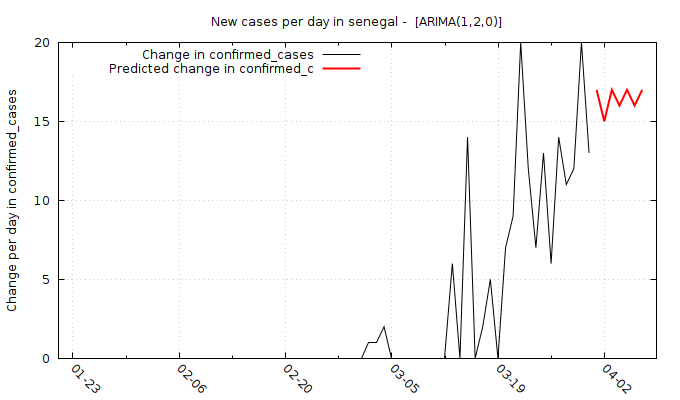 New cases per day in senegal -  [ARIMA(1,2,0)]
Change in confirmed_cases
Predicted change in confirmed_c
Change per day in confirmed_cases
20
15
10
5
0
01-23
02-06
02-20
03-05
03-19
04-02